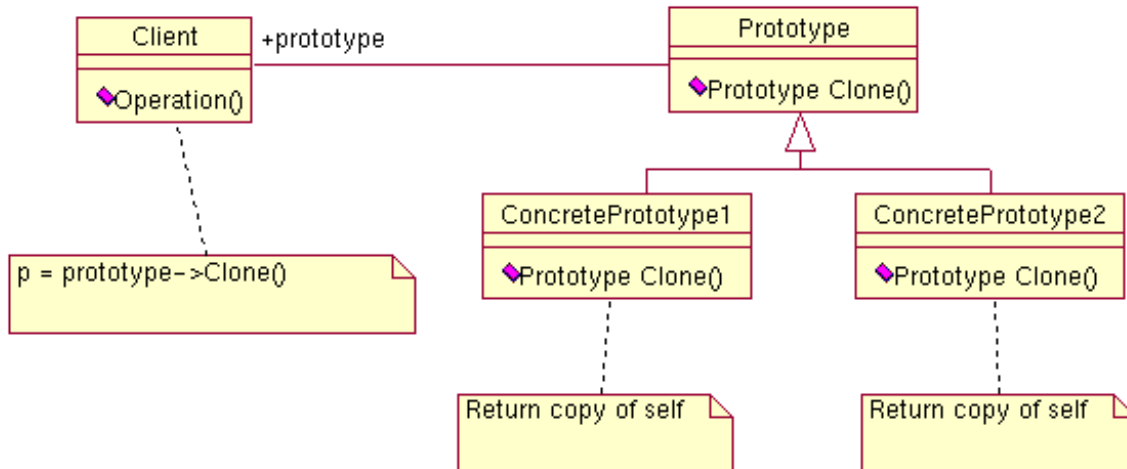 Client
+prototype
Operation()
Prototype
Prototype Clone()
ConcretePrototype1
Prototype Clone()
ConcretePrototype2
Prototype Clone()
p = prototype->Clone()
Return copy of self
Return copy of self